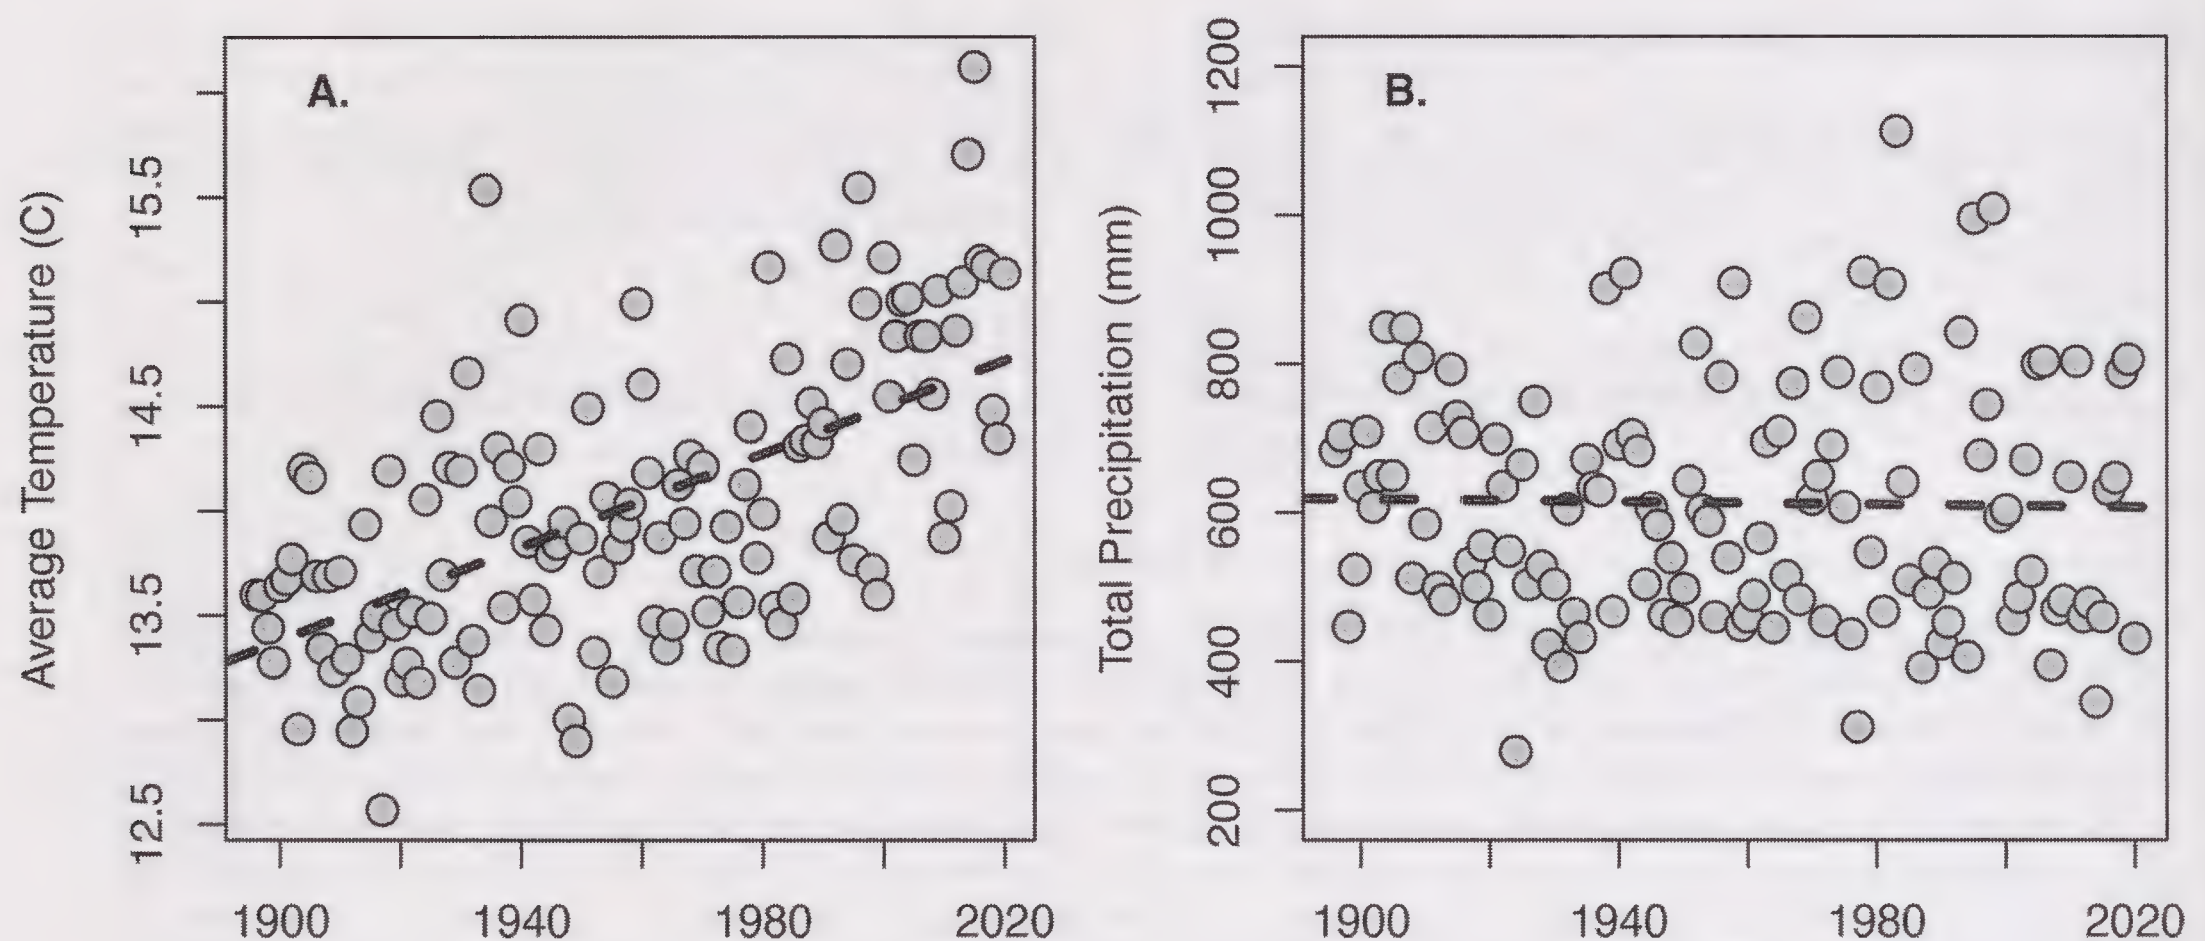 A.
Average Temperature (C)
15.5
14.5
13.5
12.5
1900 1940 1980 2020
B.
Total Precipitation (mm)
1200
1000
800
600
400
200
1900 1940 1980 2020